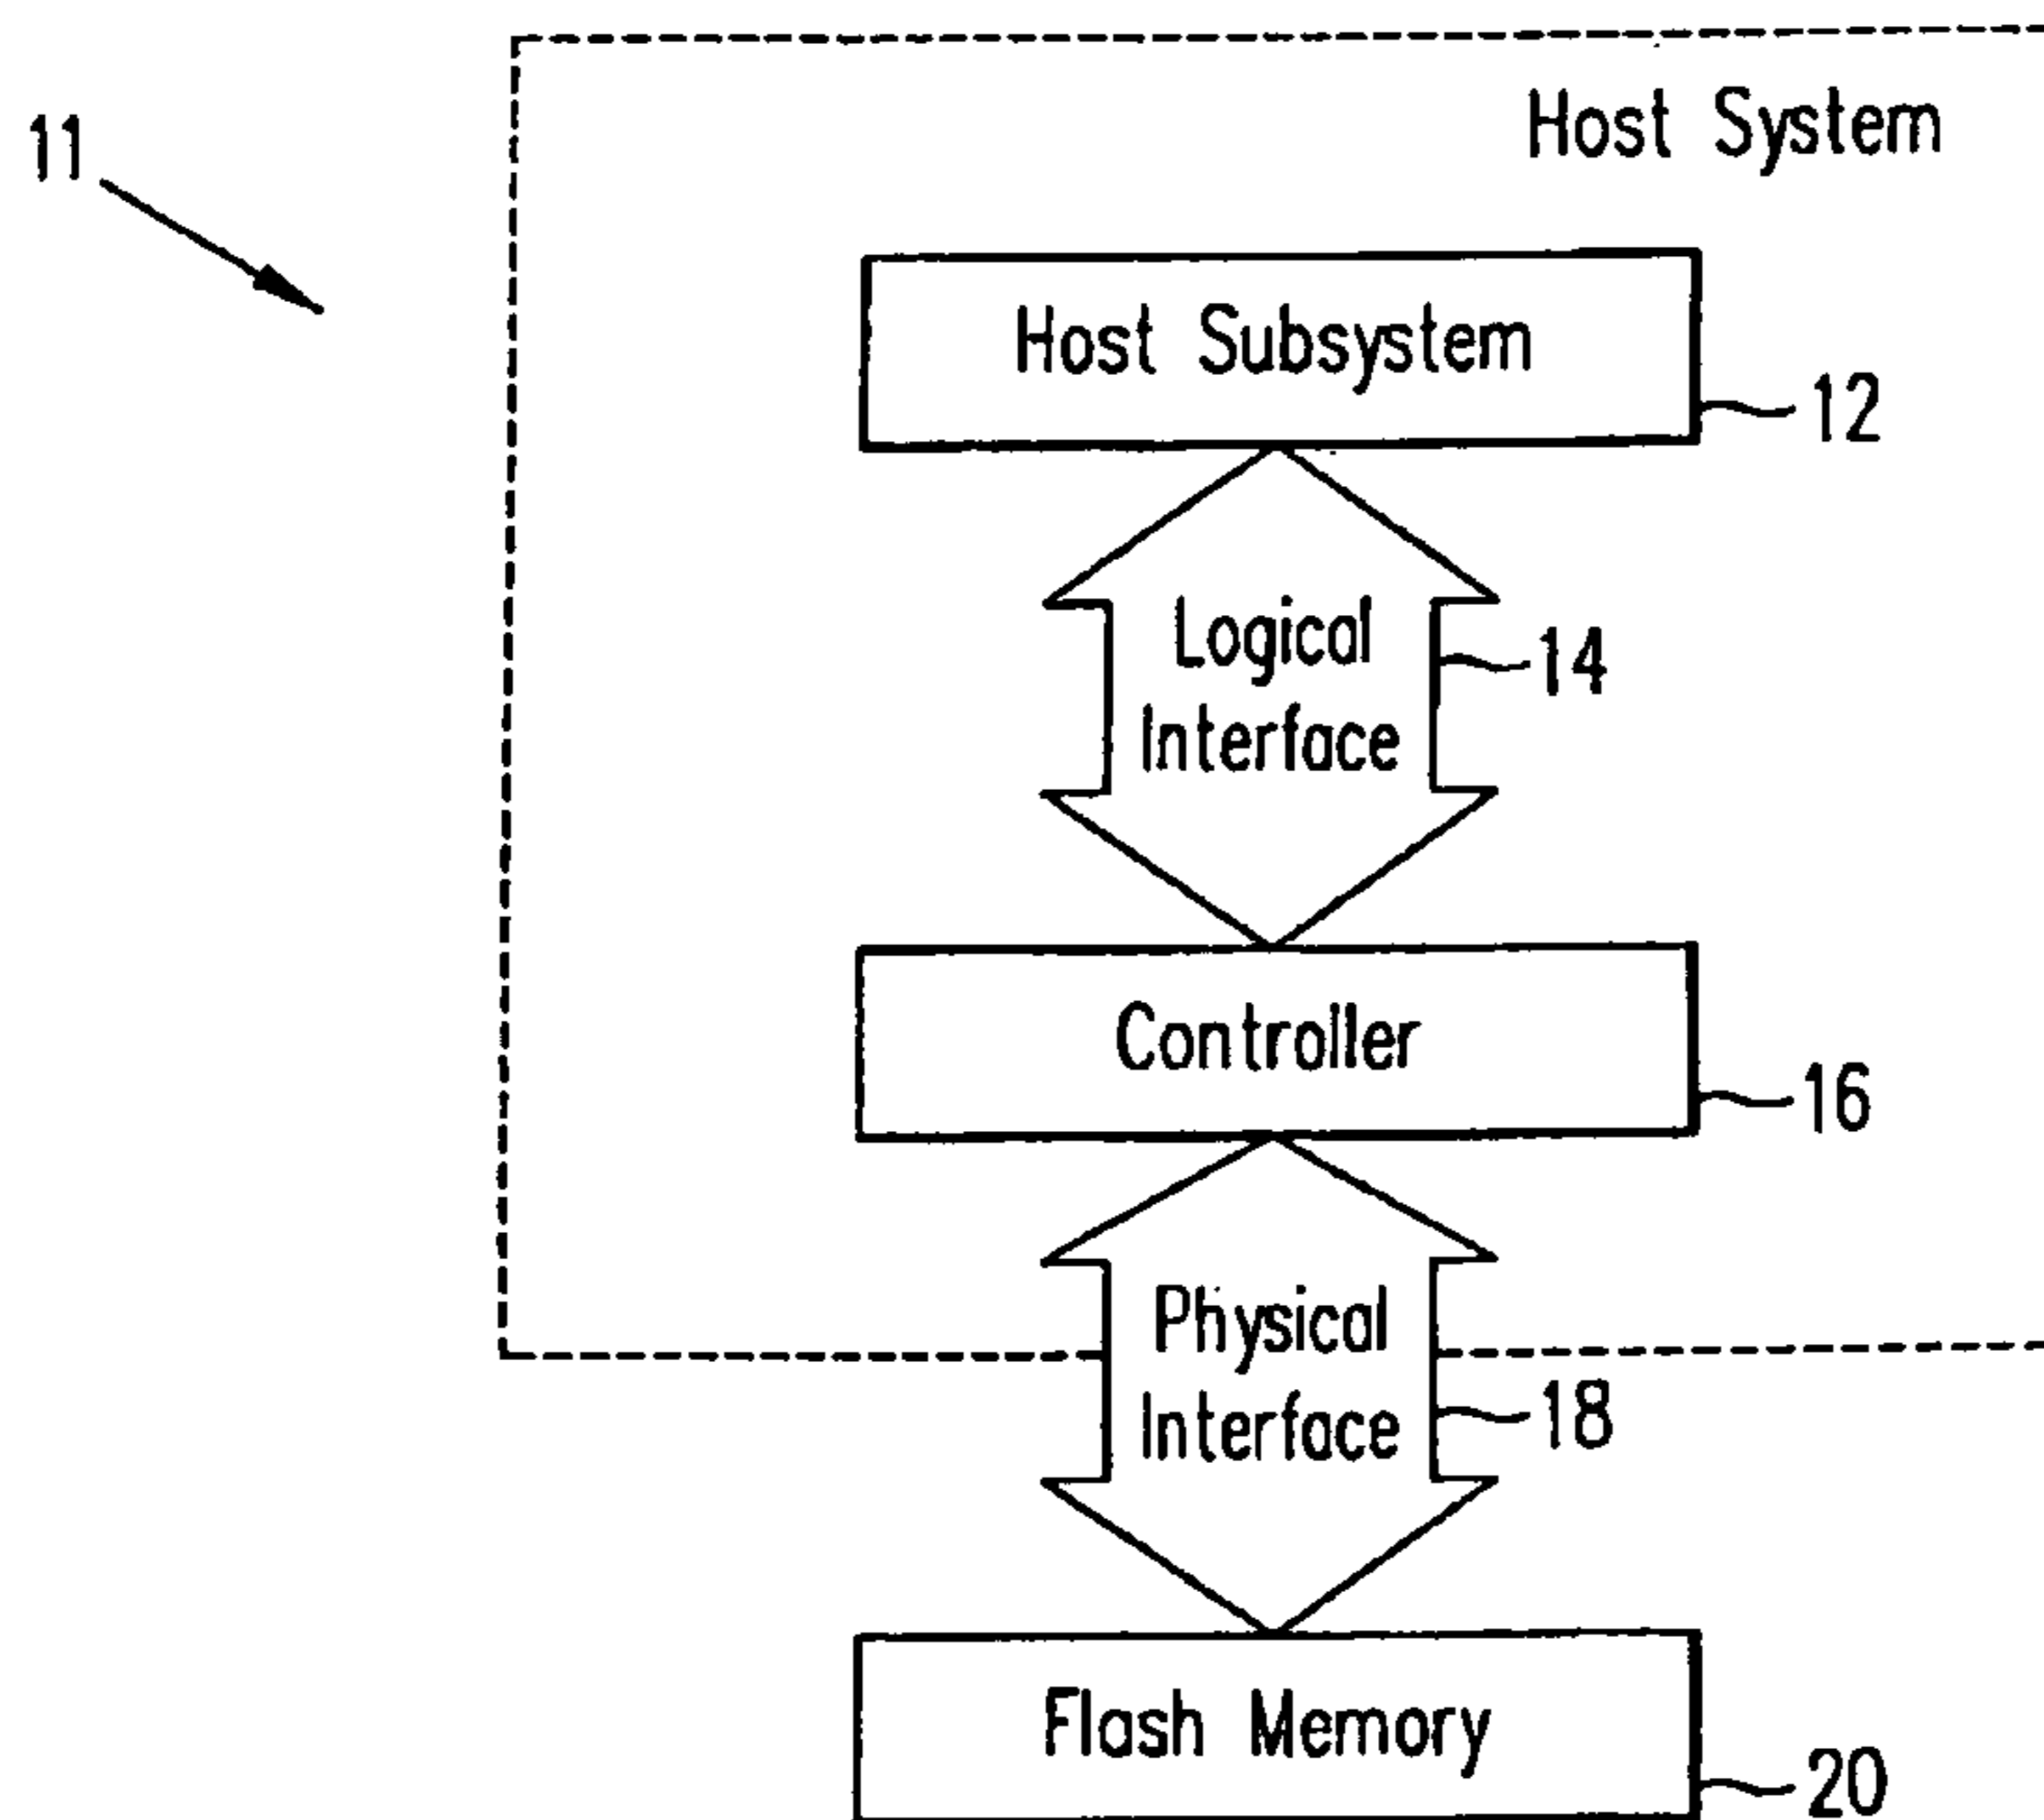 11
Host System
Host Subsystem
12
Logical
Interface
14
Controller
16
Physical
Interface
18
Flash Memory
20